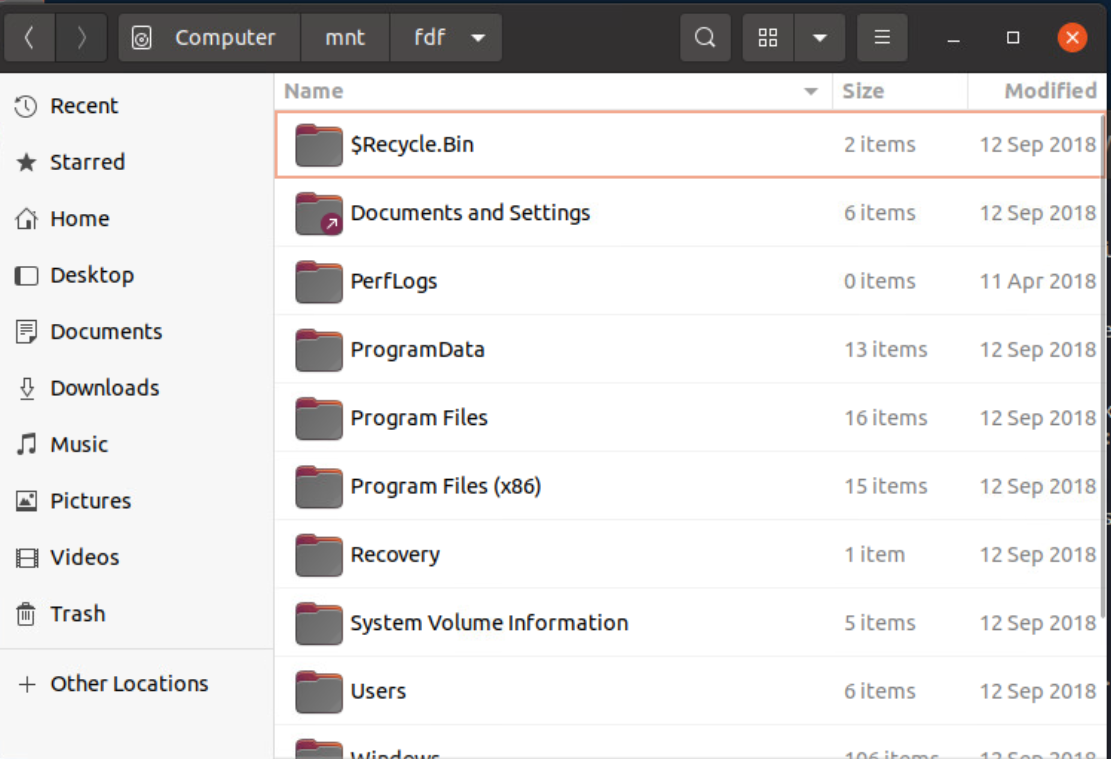 Computer mnt fdf
Recent
Starred
Home
Desktop
Documents
Downloads
Music
Pictures
Videos
Trash
Other Locations
Name Size Modified
$Recycle.Bin 2 items 12 Sep 2018
Documents and Settings 6 items 12 Sep 2018
PerfLogs 0 items 11 Apr 2018
ProgramData 13 items 12 Sep 2018
Program Files 16 items 12 Sep 2018
Program Files (x86) 15 items 12 Sep 2018
Recovery 1 item 12 Sep 2018
System Volume Information 5 items 12 Sep 2018
Users 6 items 12 Sep 2018
Windows 106 items